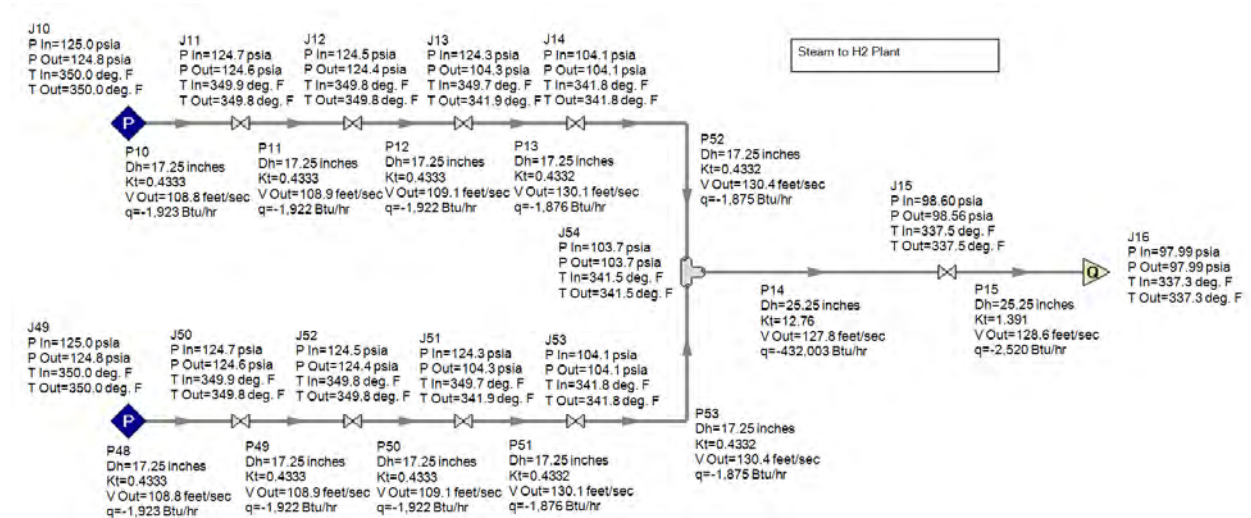 J10
P In=125.0 psia
P Out=124.8 psia
T In=350.0 deg. F
T Out=350.0 deg. F
J11
P In=124.7 psia
P Out=124.6 psia
T In=349.9 deg. F
T Out=349.8 deg. F
J12
P In=124.5 psia
P Out=124.4 psia
T In=349.8 deg. F
T Out=349.8 deg. F
J13
P In=124.3 psia
P Out=104.3 psia
T In=349.7 deg. F
T Out=341.9 deg. F
J14
P In=104.1 psia
P Out=104.1 psia
T In=341.8 deg. F
T Out=341.8 deg. F
Steam to H2 Plant
P
P10
Dh=17.25 inches
Kt=0.4333
V Out=108.8 feet/sec
q=-1,923 Btu/hr
P11
Dh=17.25 inches
Kt=0.4333
V Out=108.9 feet/sec
q=-1,922 Btu/hr
P12
Dh=17.25 inches
Kt=0.4333
V Out=109.1 feet/sec
q=-1,922 Btu/hr
P13
Dh=17.25 inches
Kt=0.4332
V Out=130.1 feet/sec
q=-1,876 Btu/hr
P52
Dh=17.25 inches
Kt=0.4332
V Out=130.4 feet/sec
q=-1,875 Btu/hr
J15
P In=98.60 psia
P Out=98.56 psia
T In=337.5 deg. F
T Out=337.5 deg. F
J54
P In=103.7 psia
P Out=103.7 psia
T In=341.5 deg. F
T Out=341.5 deg. F
J16
P In=97.99 psia
P Out=97.99 psia
T In=337.3 deg. F
T Out=337.3 deg. F
Q
P14
Dh=25.25 inches
Kt=12.76
V Out=127.8 feet/sec
q=-432,003 Btu/hr
P15
Dh=25.25 inches
Kt=1.391
V Out=128.6 feet/sec
q=-2,520 Btu/hr
J49
P In=125.0 psia
P Out=124.8 psia
T In=350.0 deg. F
T Out=350.0 deg. F
J50
P In=124.7 psia
P Out=124.6 psia
T In=349.9 deg. F
T Out=349.8 deg. F
J52
P In=124.5 psia
P Out=124.4 psia
T In=349.8 deg. F
T Out=349.8 deg. F
J51
P In=124.3 psia
P Out=104.3 psia
T In=349.7 deg. F
T Out=341.9 deg. F
J53
P In=104.1 psia
P Out=104.1 psia
T In=341.8 deg. F
T Out=341.8 deg. F
P
P48
Dh=17.25 inches
Kt=0.4333
V Out=108.8 feet/sec
q=-1,923 Btu/hr
P49
Dh=17.25 inches
Kt=0.4333
V Out=108.9 feet/sec
q=-1,922 Btu/hr
P50
Dh=17.25 inches
Kt=0.4333
V Out=109.1 feet/sec
q=-1,922 Btu/hr
P51
Dh=17.25 inches
Kt=0.4332
V Out=130.1 feet/sec
q=-1,876 Btu/hr
P53
Dh=17.25 inches
Kt=0.4332
V Out=130.4 feet/sec
q=-1,875 Btu/hr